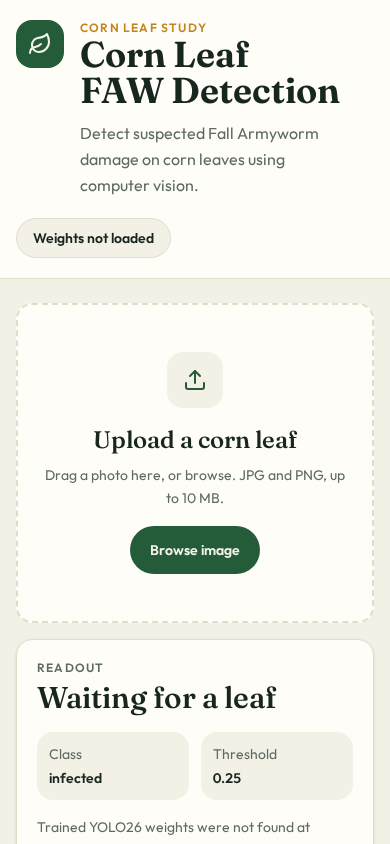 CORN LEAF STUDY
Corn Leaf
FAW Detection
Detect suspected Fall Armyworm
damage on corn leaves using
computer vision.
Weights not loaded
Upload a corn leaf
Drag a photo here, or browse. JPG and PNG, up
to 10 MB.
Browse image
READOUT
Waiting for a leaf
Class
infected
Threshold
0.25
Trained YOLO26 weights were not found at